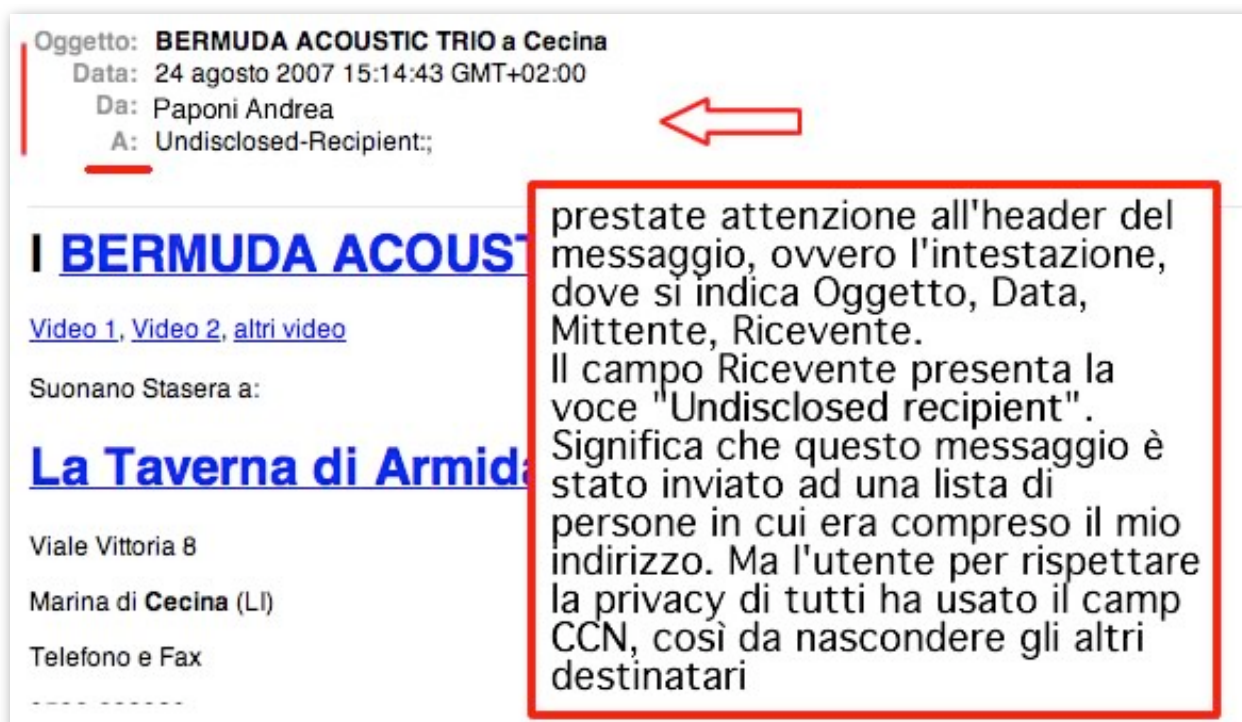 Oggetto: BERMUDA ACOUSTIC TRIO a Cecina
Data: 24 agosto 2007 15:14:43 GMT+02:00
Da: Paponi Andrea
A: Undisclosed-Recipient:;
I BERMUDA ACOUST
Video 1, Video 2, altri video
Suonano Stasera a:
La Taverna di Armida
Viale Vittoria 8
Marina di Cecina (LI)
Telefono e Fax
prestate attenzione all'header del
messaggio, ovvero l'intestazione,
dove si indica Oggetto, Data,
Mittente, Ricevente.
Il campo Ricevente presenta la
voce "Undisclosed recipient".
Significa che questo messaggio è
stato inviato ad una lista di
persone in cui era compreso il mio
indirizzo. Ma l'utente per rispettare
la privacy di tutti ha usato il camp
CCN, così da nascondere gli altri
destinatari